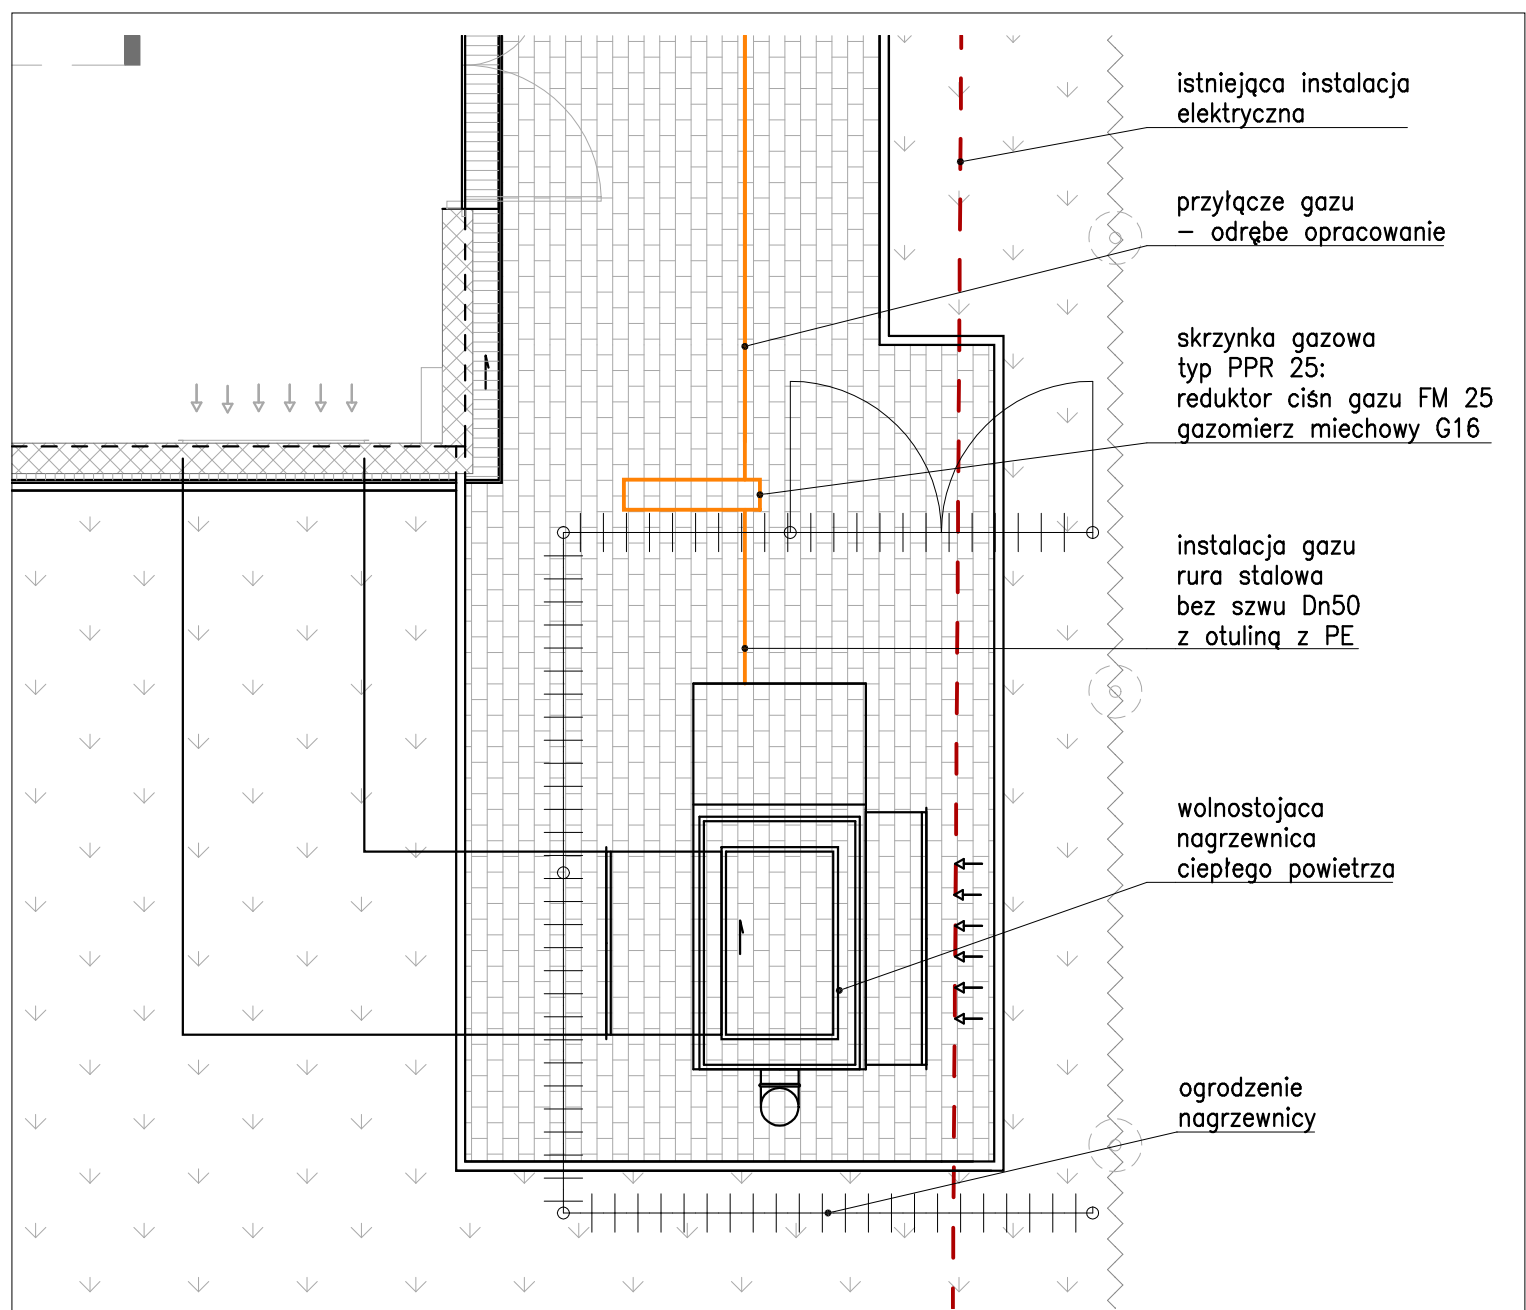 istniejąca instalacja
elektryczna
przyłącze gazu
– odrębe opracowanie
skrzynka gazowa
typ PPR 25:
reduktor ciśn gazu FM 25
gazomierz miechowy G16
instalacja gazu
rura stalowa
bez szwu Dn50
z otuliną z PE
wolnostojaca
nagrzewnica
ciepłego powietrza
ogrodzenie
nagrzewnicy